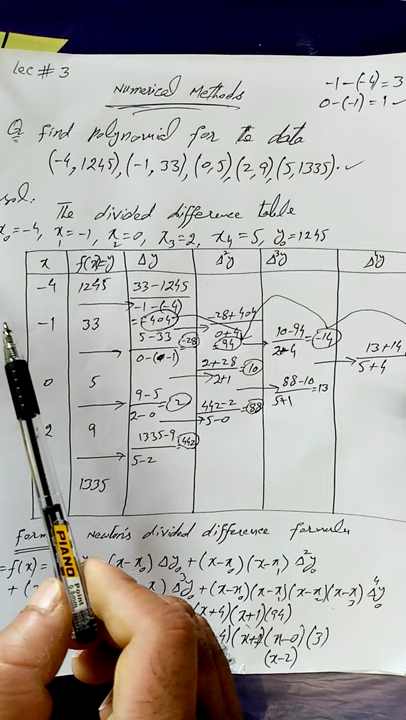 Lec # 3
-1-(-4)=3
Numerical Methods
0-(-1)=1 ✓
Q find polynomial for the data
(-4, 1245), (-1, 33) (0, 5) (2, 9) (5, 1335). ✓
sol:
The divided difference table
x₀=-4, x₁=-1, x₂=0, x₃=2, x₄=5, y₀=1245
x f(x)=y Δy Δ²y Δ³y Δ⁴y
-4 1245 33-1245
-1-(-4)
=-404 -28+404
-1 33 5-33 =-28 0+4 10-94 =-14
0-(-1) 94 2+4 13+14
2+28 =10 5+4
0 5 9-5 =2 2+1 88-10 =13
2-0 442-2 =88 5+1
2 9 1335-9 =442 5-0
5-2
1335
Newton's divided difference formula
= f(x) = (x-x₀) Δy₀ + (x-x₀)(x-x₁) Δ²y₀
+ Δ³y₀ + (x-x₀)(x-x₁)(x-x₂)(x-x₃) Δ⁴y₀
(x+4)(x+1)(94)
(x-0)(3)
(x-2)
PIANO
Point
0.8mm